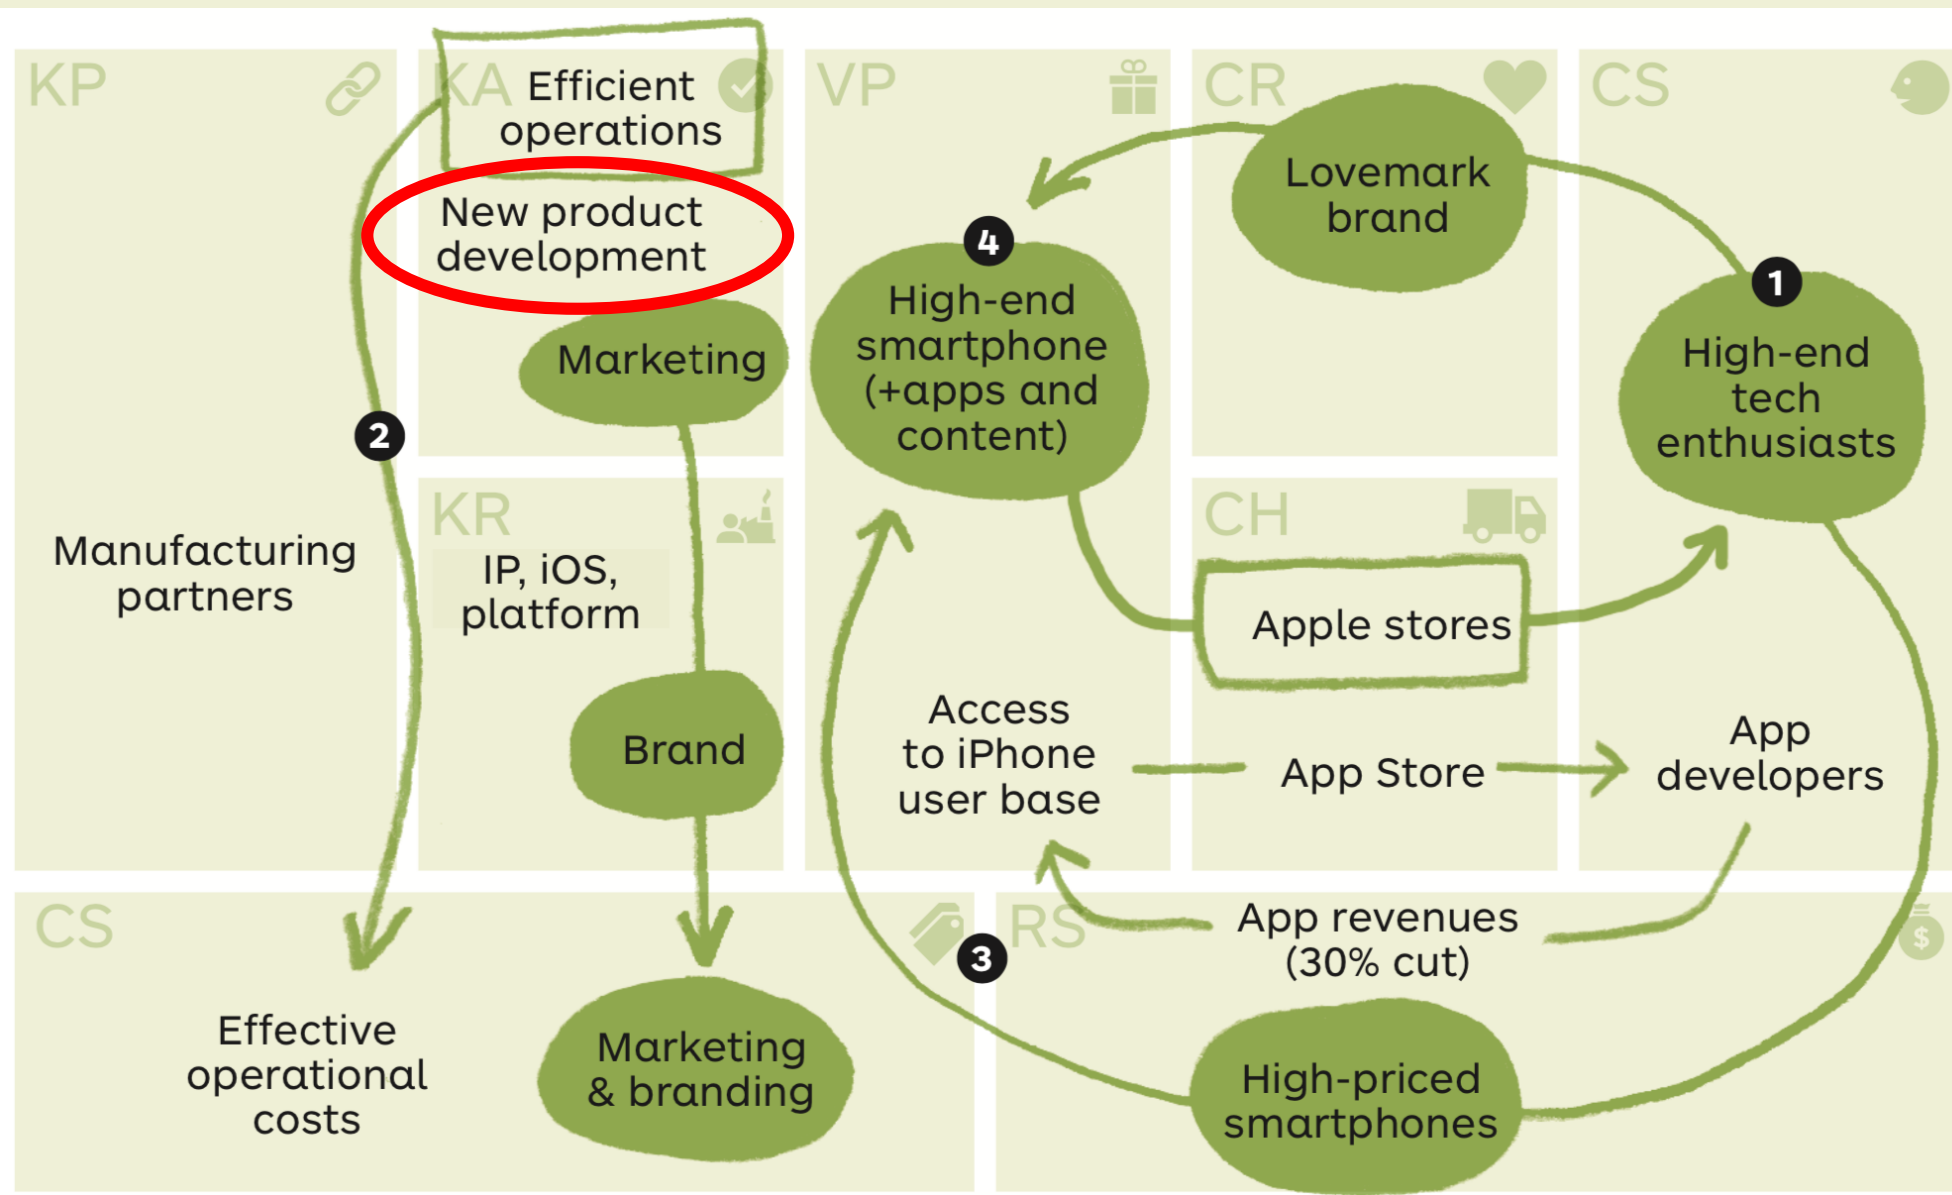 KP
Manufacturing
partners
KA
Efficient
operations
New product
development
Marketing
KR
IP, iOS,
platform
Brand
VP
4
High-end
smartphone
(+apps and
content)
Access
to iPhone
user base
CR
Lovemark
brand
CH
Apple stores
App Store
CS
1
High-end
tech
enthusiasts
App
developers
2
CS
Effective
operational
costs
Marketing
& branding
3
RS
App revenues
(30% cut)
$
High-priced
smartphones